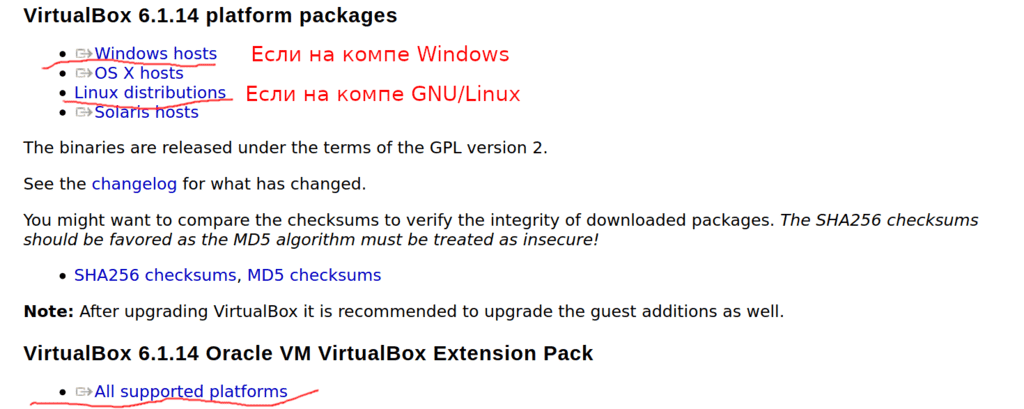 VirtualBox 6.1.14 platform packages
Windows hosts Если на компе Windows
OS X hosts
Linux distributions Если на компе GNU/Linux
Solaris hosts
The binaries are released under the terms of the GPL version 2.
See the changelog for what has changed.
You might want to compare the checksums to verify the integrity of downloaded packages. The SHA256 checksums
should be favored as the MD5 algorithm must be treated as insecure!
SHA256 checksums, MD5 checksums
Note: After upgrading VirtualBox it is recommended to upgrade the guest additions as well.
VirtualBox 6.1.14 Oracle VM VirtualBox Extension Pack
All supported platforms